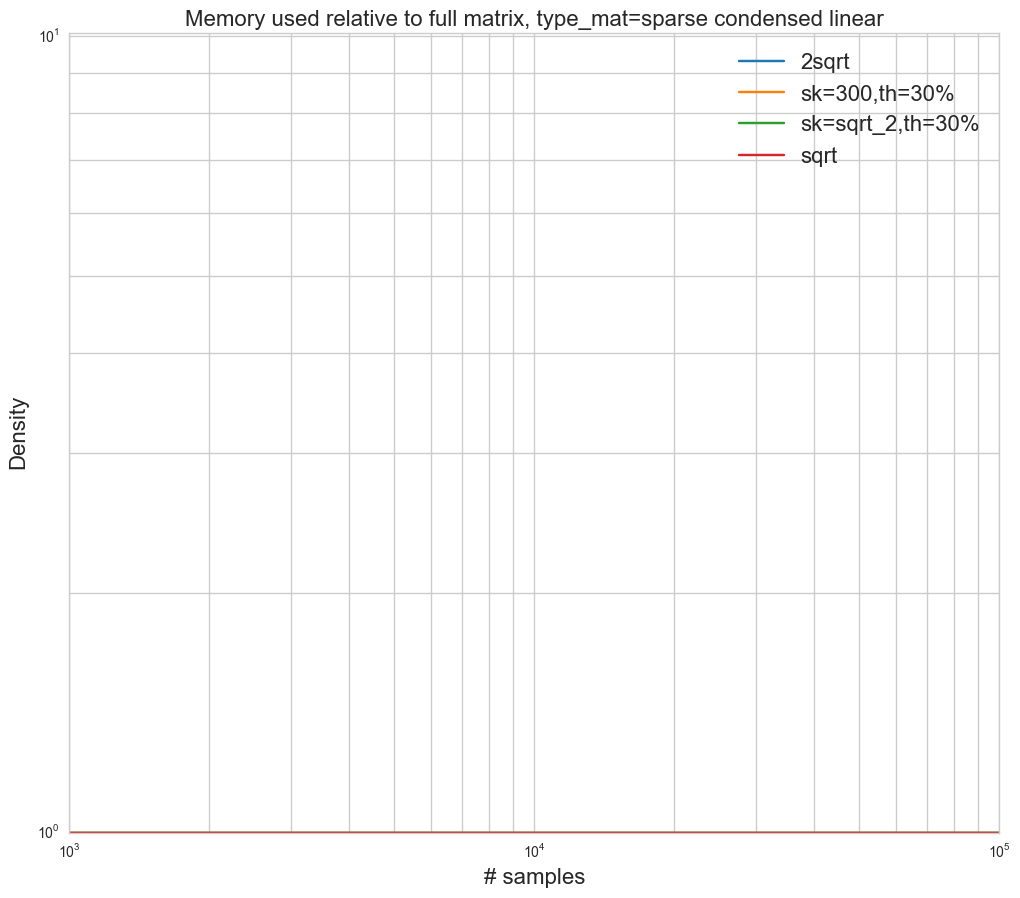 Memory used relative to full matrix, type_mat=sparse condensed linear
10¹
2sqrt
sk=300,th=30%
sk=sqrt_2,th=30%
sqrt
Density
10⁰
10³
10⁴
10⁵
# samples